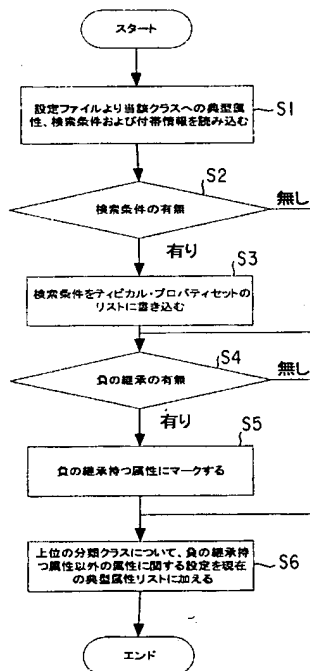 スタート
S1
設定ファイルより当該クラスへの典型属
性、検索条件および付帯情報を読み込む
S2
検索条件の有無
無し
有り
S3
検索条件をティピカル・プロパティセットの
リストに書き込む
S4
負の継承の有無
無し
有り
S5
負の継承持つ属性にマークする
上位の分類クラスについて、負の継承持
つ属性以外の属性に関する設定を現在
の典型属性リストに加える
S6
エンド